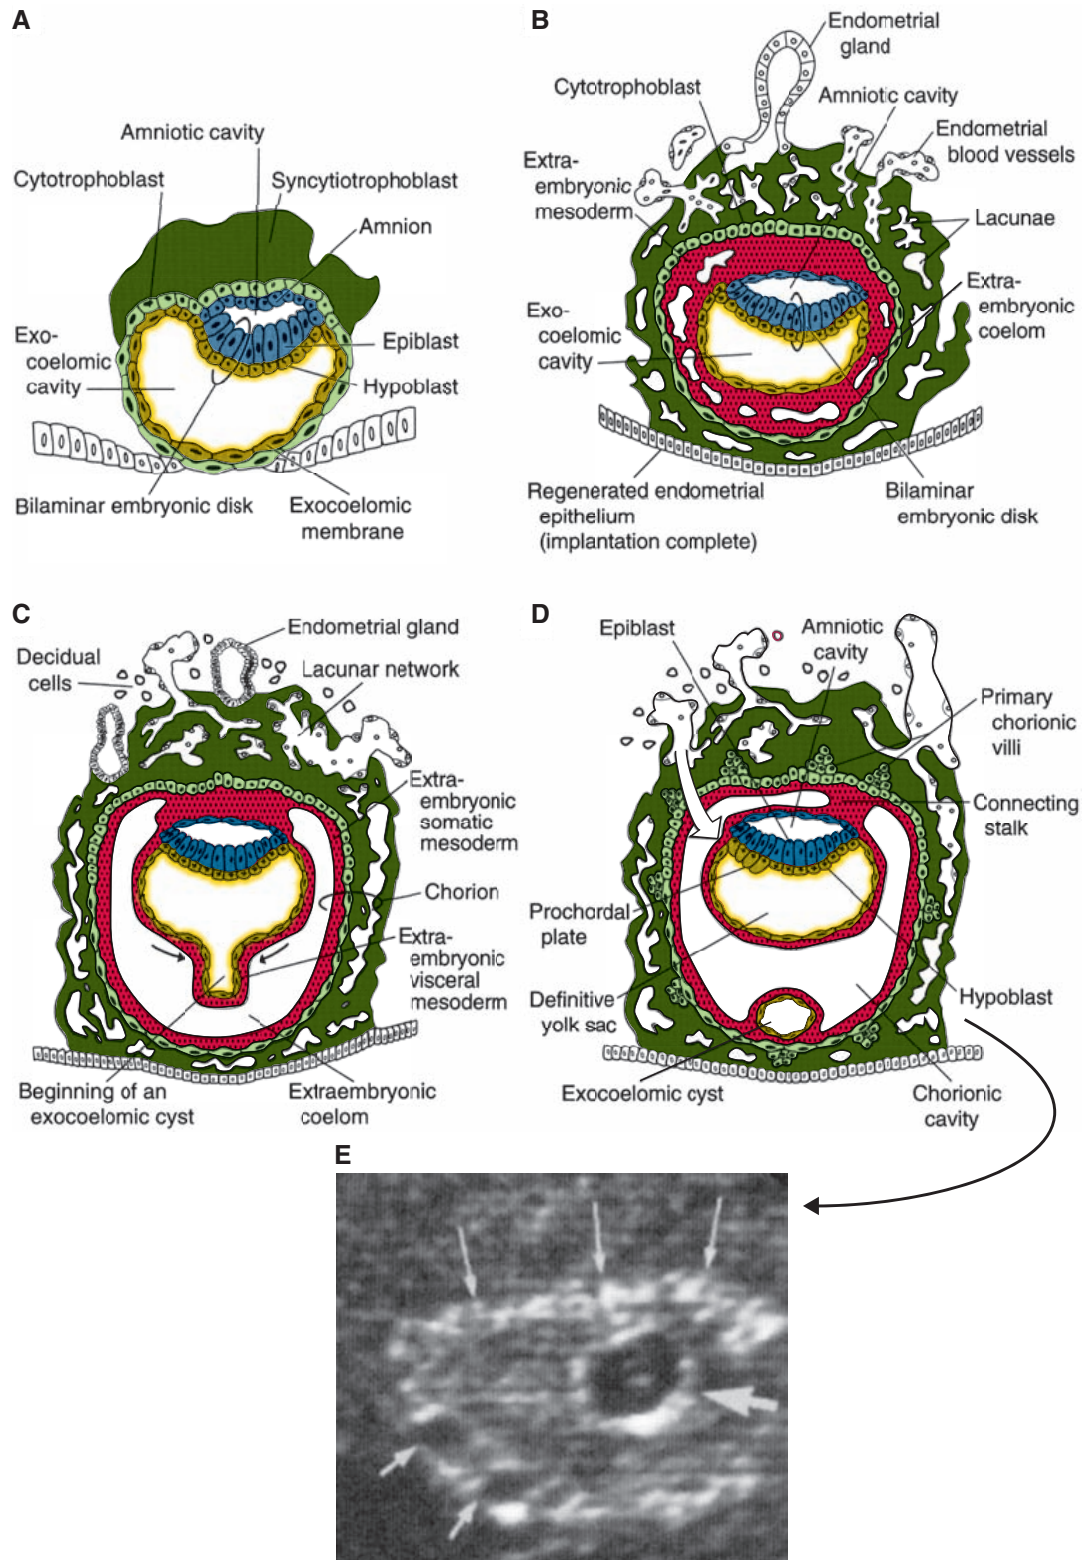 A
Amniotic cavity
Cytotrophoblast
Syncytiotrophoblast
Amnion
Exo-
coelomic
cavity
Epiblast
Hypoblast
Bilaminar embryonic disk
Exocoelomic
membrane
B
Endometrial
gland
Cytotrophoblast
Amniotic cavity
Endometrial
blood vessels
Extra-
embryonic
mesoderm
Lacunae
Extra-
embryonic
coelom
Exo-
coelomic
cavity
Regenerated endometrial
epithelium
(implantation complete)
Bilaminar
embryonic disk
C
Endometrial gland
Decidual
cells
Lacunar network
Extra-
embryonic
somatic
mesoderm
Chorion
Extra-
embryonic
visceral
mesoderm
Beginning of an
exocoelomic cyst
Extraembryonic
coelom
D
Epiblast
Amniotic
cavity
Primary
chorionic
villi
Connecting
stalk
Prochordal
plate
Definitive
yolk sac
Hypoblast
Exocoelomic cyst
Chorionic
cavity
E